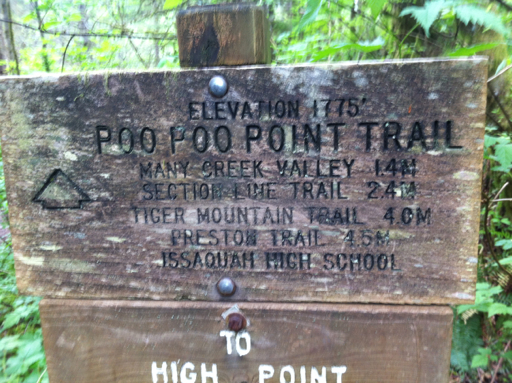 ELEVATION 1775'
POO POO POINT TRAIL
MANY CREEK VALLEY 1.4M
SECTION LINE TRAIL 2.4M
TIGER MOUNTAIN TRAIL 4.0M
PRESTON TRAIL 4.5M
ISSAQUAH HIGH SCHOOL
TO
HIGH POINT